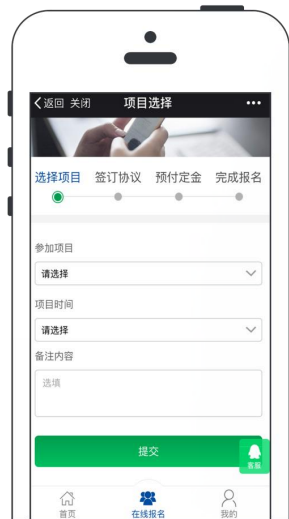 返回 关闭 项目选择
选择项目 签订协议 预付定金 完成报名
参加项目
请选择
项目时间
请选择
备注内容
选填
提交
客服
首页 在线报名 我的